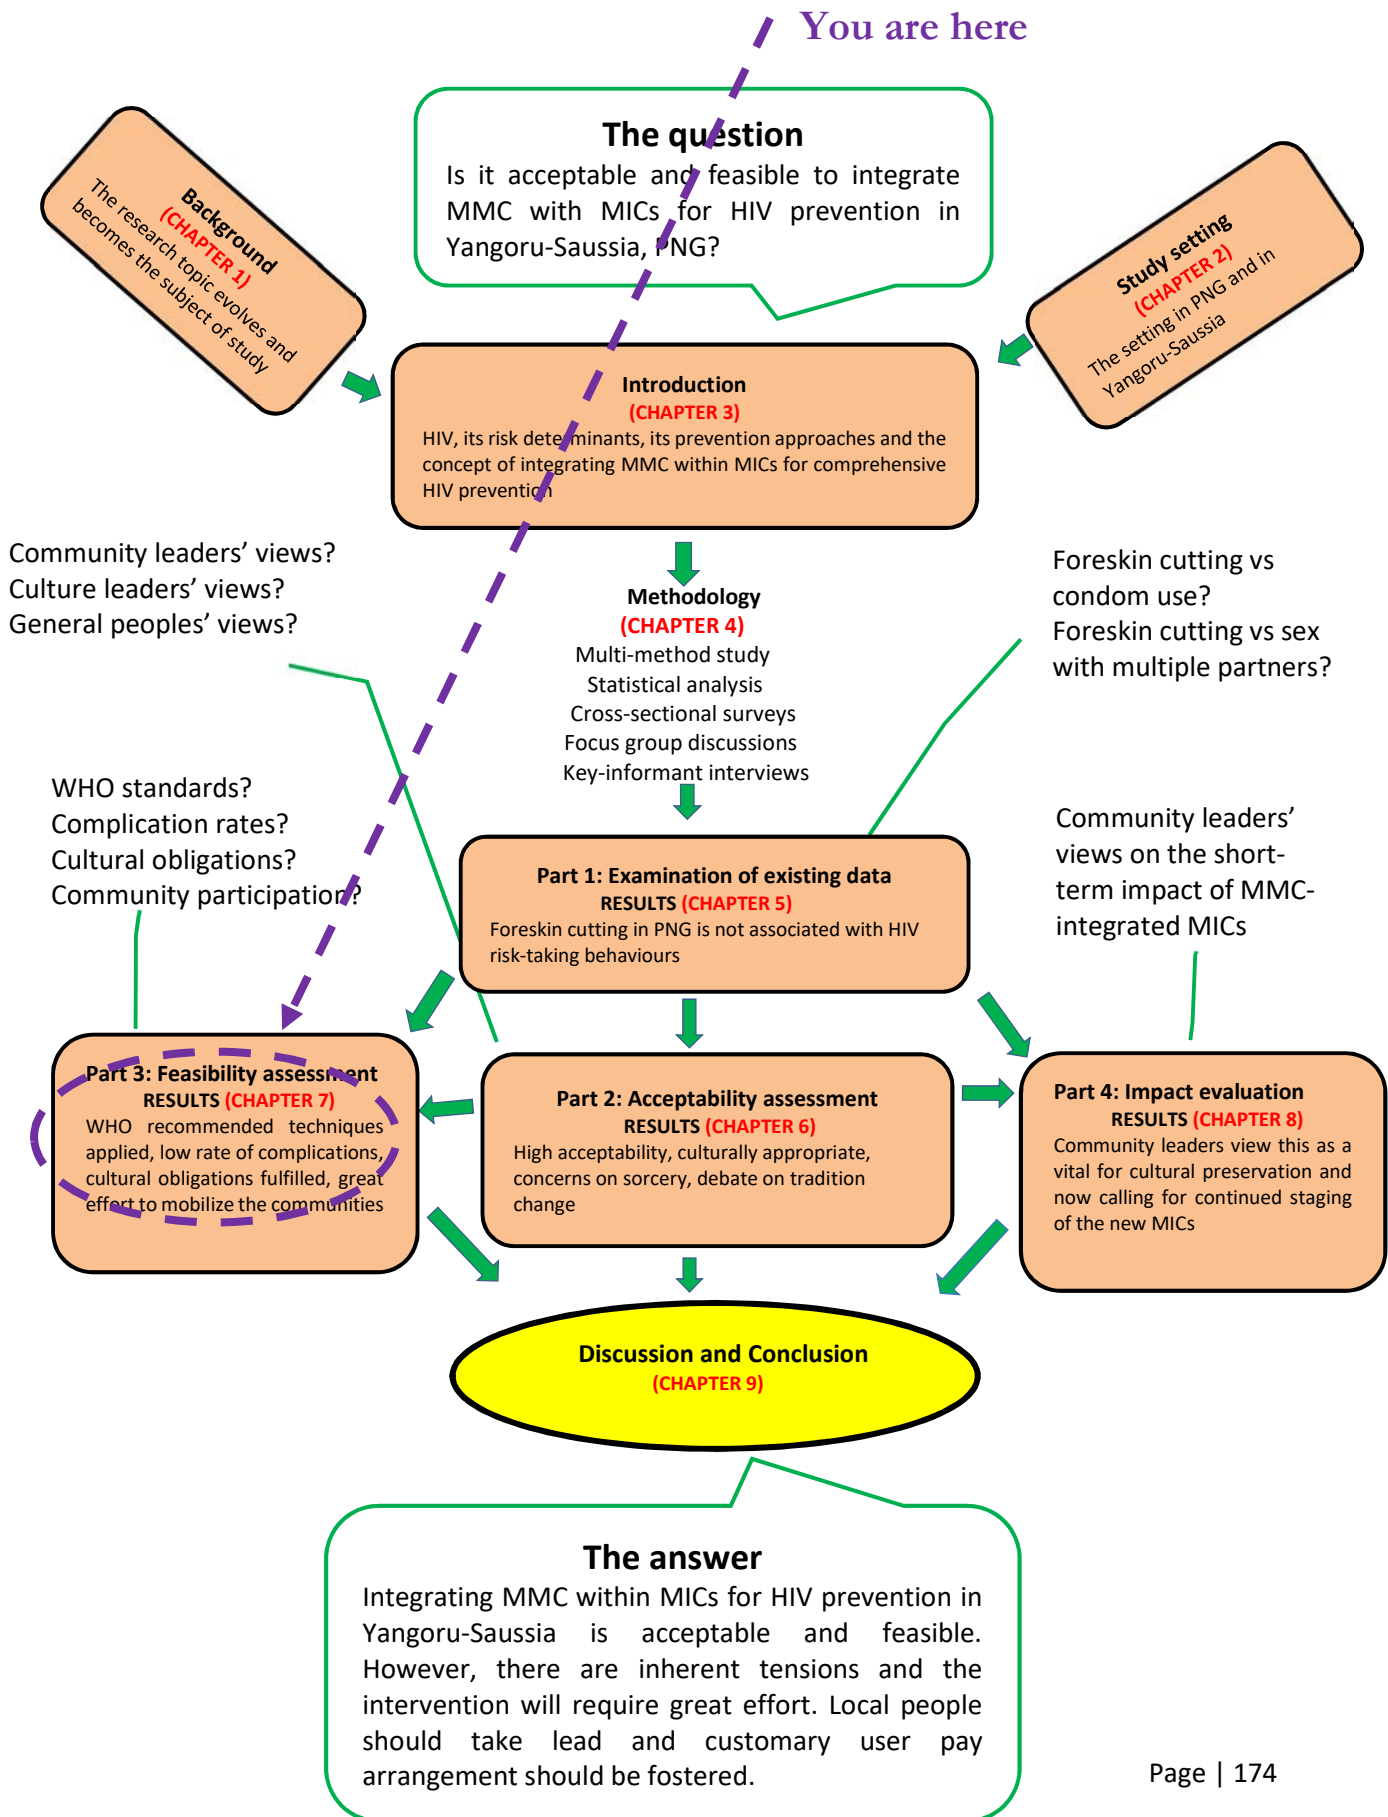 You are here
The question
Is it acceptable and feasible to integrate
MMC with MICs for HIV prevention in
Yangoru-Saussia, PNG?
Background
(CHAPTER 1)
The research topic evolves and
becomes the subject of study
Study setting
(CHAPTER 2)
The setting in PNG and in
Yangoru-Saussia
Introduction
(CHAPTER 3)
HIV, its risk determinants, its prevention approaches and the
concept of integrating MMC within MICs for comprehensive
HIV prevention
Community leaders’ views?
Culture leaders’ views?
General peoples’ views?
Methodology
(CHAPTER 4)
Multi-method study
Statistical analysis
Cross-sectional surveys
Focus group discussions
Key-informant interviews
Foreskin cutting vs
condom use?
Foreskin cutting vs sex
with multiple partners?
WHO standards?
Complication rates?
Cultural obligations?
Community participation?
Community leaders’
views on the short-
term impact of MMC-
integrated MICs
Part 1: Examination of existing data
RESULTS (CHAPTER 5)
Foreskin cutting in PNG is not associated with HIV
risk-taking behaviours
Part 3: Feasibility assessment
RESULTS (CHAPTER 7)
WHO recommended techniques
applied, low rate of complications,
cultural obligations fulfilled, great
effort to mobilize the communities
Part 2: Acceptability assessment
RESULTS (CHAPTER 6)
High acceptability, culturally appropriate,
concerns on sorcery, debate on tradition
change
Part 4: Impact evaluation
RESULTS (CHAPTER 8)
Community leaders view this as a
vital for cultural preservation and
now calling for continued staging
of the new MICs
Discussion and Conclusion
(CHAPTER 9)
The answer
Integrating MMC within MICs for HIV prevention in
Yangoru-Saussia is acceptable and feasible.
However, there are inherent tensions and the
intervention will require great effort. Local people
should take lead and customary user pay
arrangement should be fostered.
Page | 174